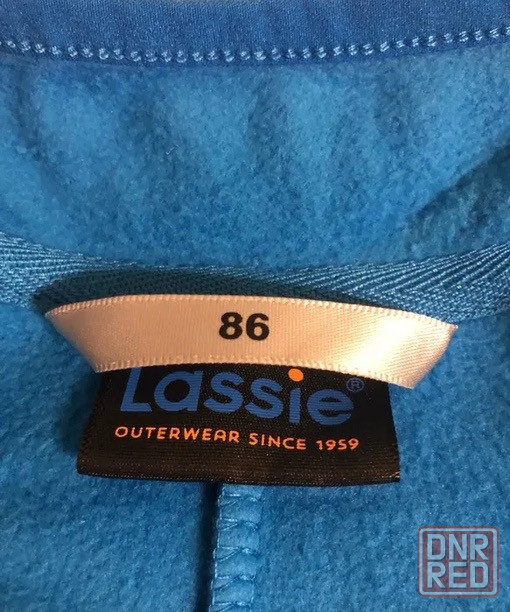 86
Lassie®
OUTERWEAR SINCE 1959
DNR
RED